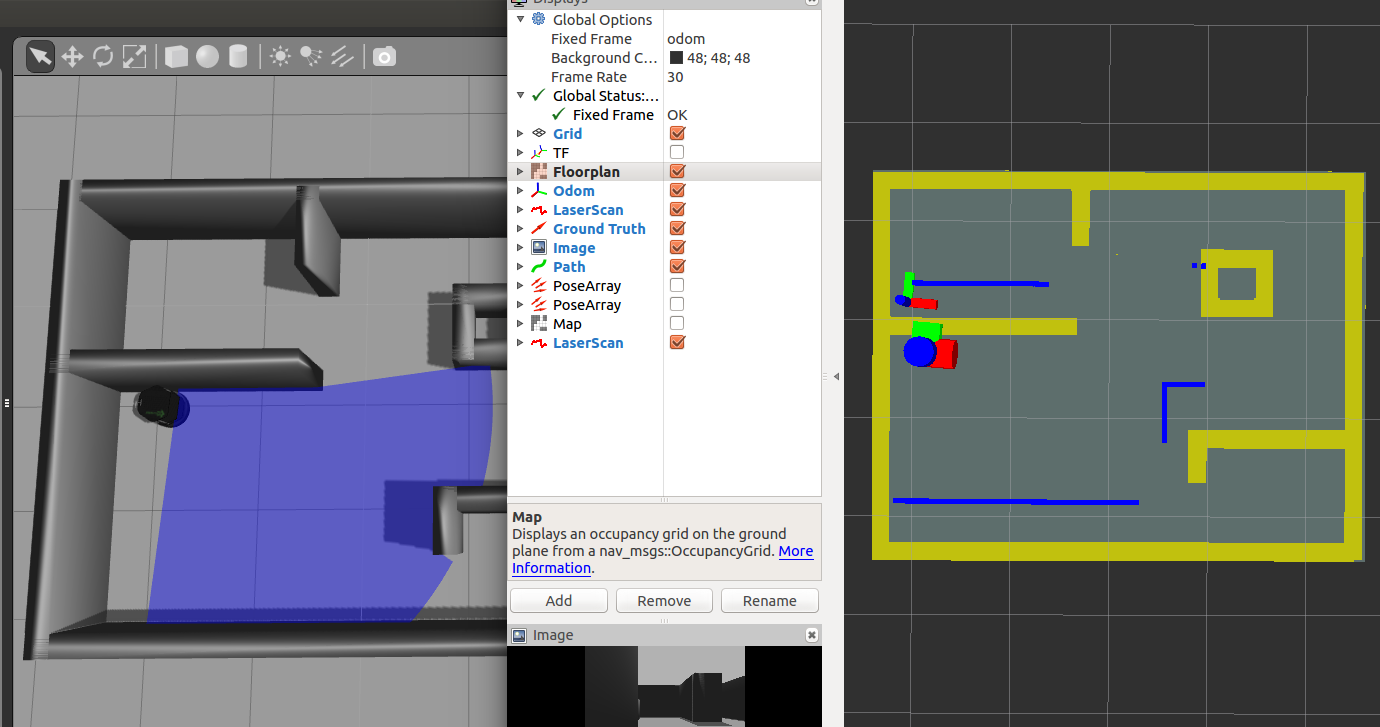 Displays
Global Options
Fixed Frame odom
Background C... 48; 48; 48
Frame Rate 30
Global Status:...
Fixed Frame OK
Grid
TF
Floorplan
Odom
LaserScan
Ground Truth
Image
Path
PoseArray
PoseArray
Map
LaserScan
Map
Displays an occupancy grid on the ground
plane from a nav_msgs::OccupancyGrid. More
Information.
Add Remove Rename
Image